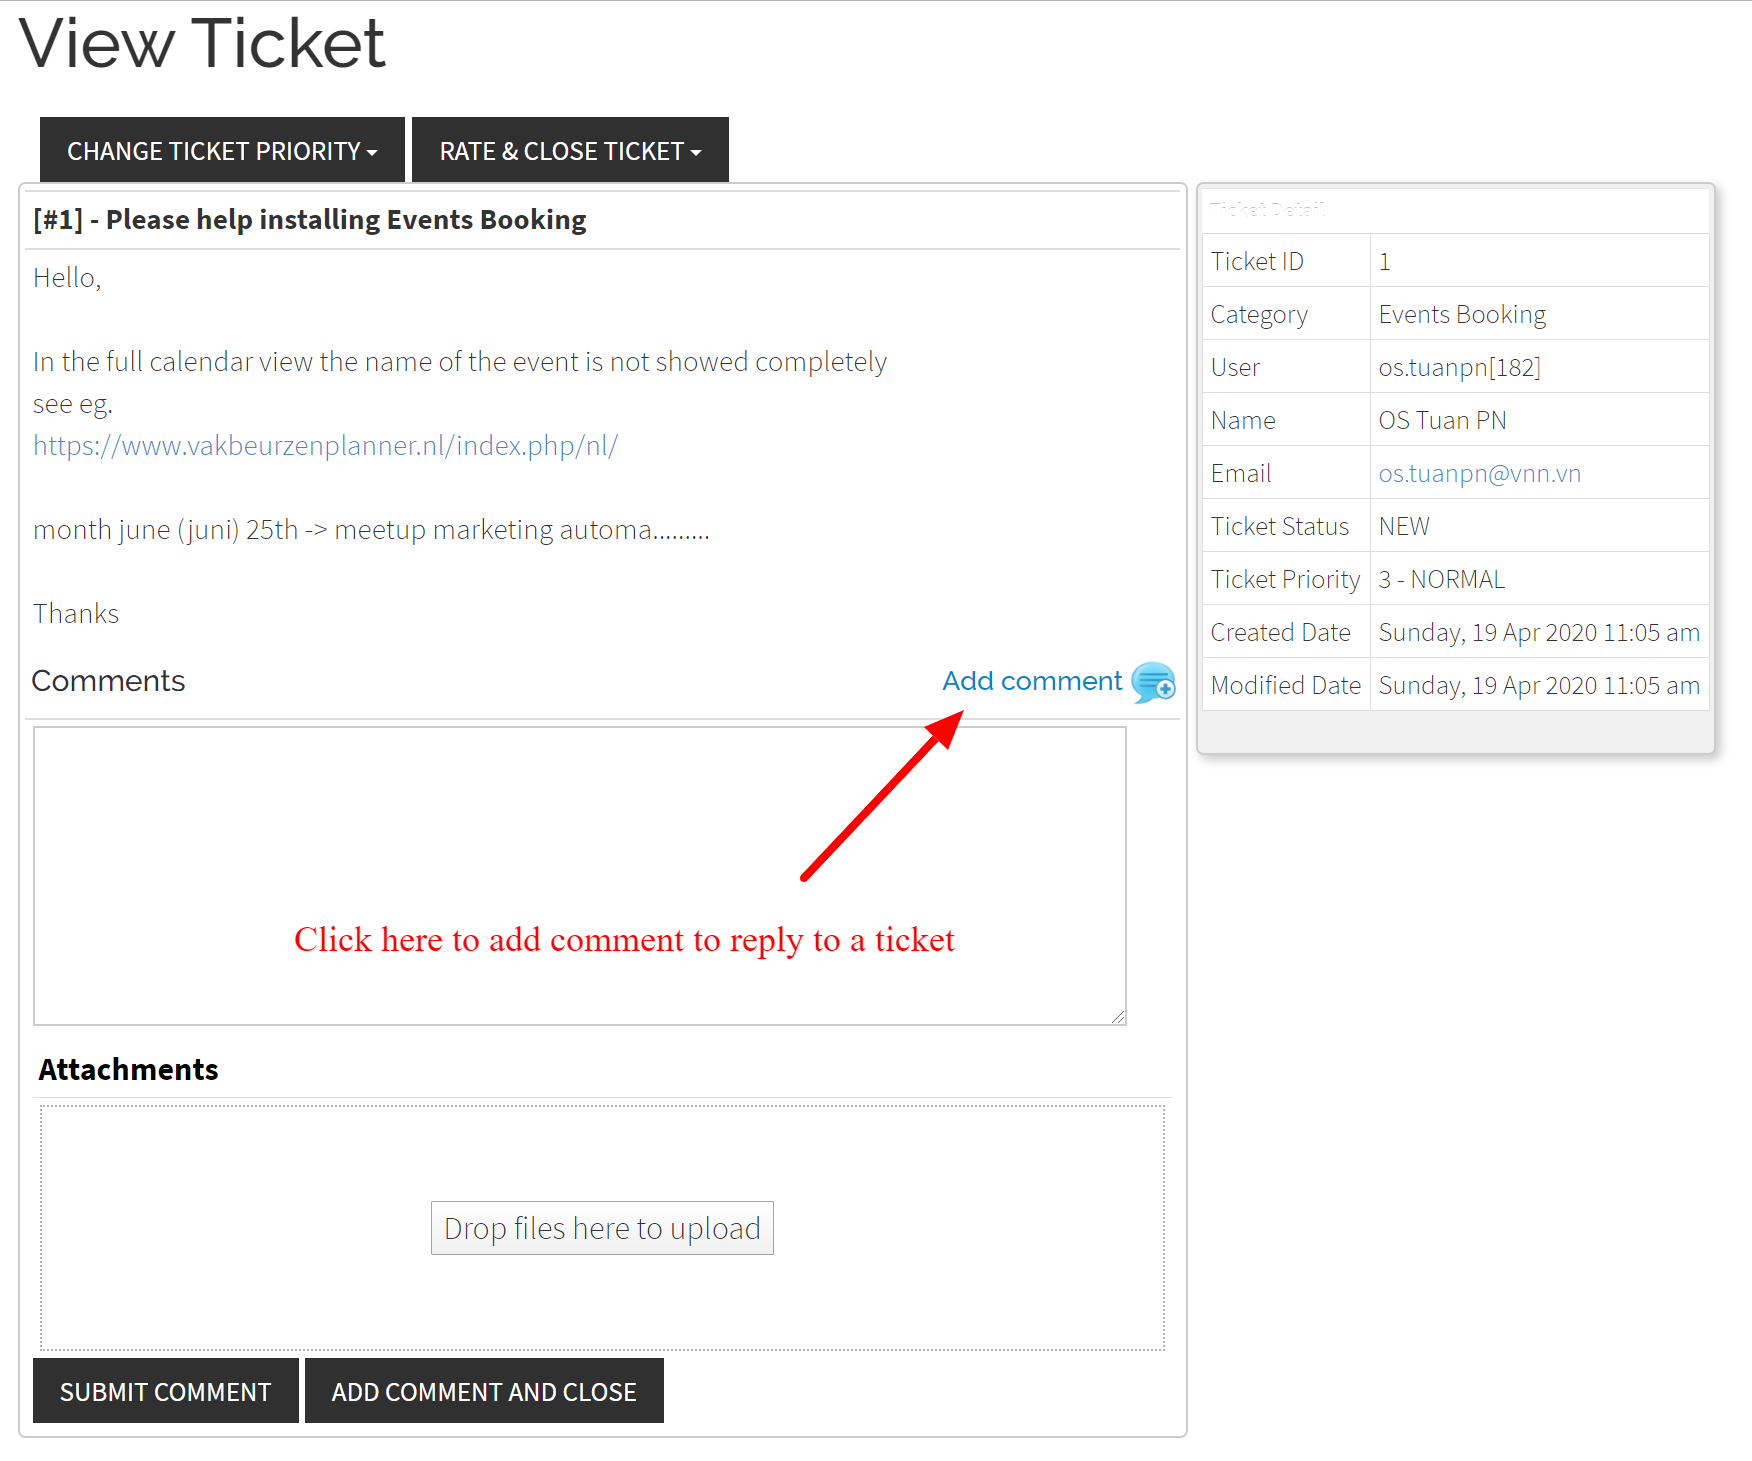 View Ticket
CHANGE TICKET PRIORITY
RATE & CLOSE TICKET
[#1] - Please help installing Events Booking
Hello,
In the full calendar view the name of the event is not showed completely
see eg.
https://www.vakbeurzenplanner.nl/index.php/nl/
month june (juni) 25th -> meetup marketing automa.........
Thanks
Comments
Add comment
Click here to add comment to reply to a ticket
Attachments
Drop files here to upload
SUBMIT COMMENT
ADD COMMENT AND CLOSE
Ticket Detail
Ticket ID 1
Category Events Booking
User os.tuanpn[182]
Name OS Tuan PN
Email os.tuanpn@vnn.vn
Ticket Status NEW
Ticket Priority 3 - NORMAL
Created Date Sunday, 19 Apr 2020 11:05 am
Modified Date Sunday, 19 Apr 2020 11:05 am